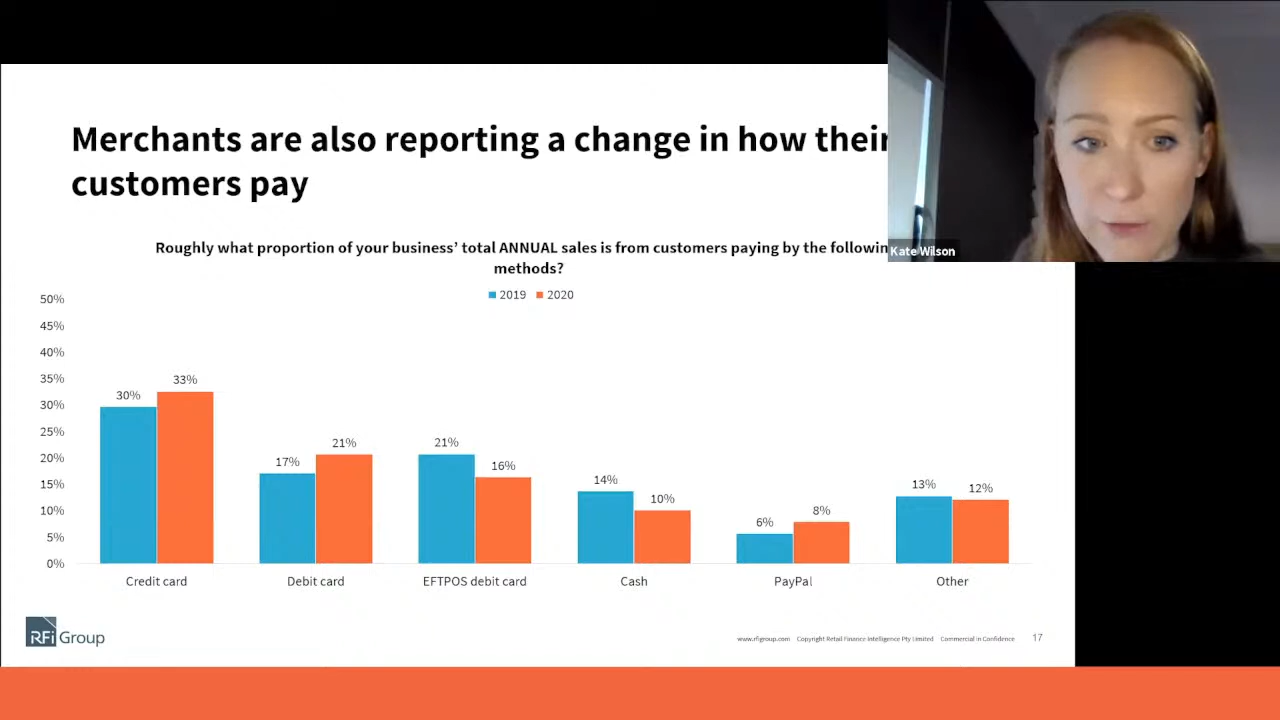 Merchants are also reporting a change in how their
customers pay
Roughly what proportion of your business’ total ANNUAL sales is from customers paying by the following
methods?
2019 2020
50%
45%
40%
35%
30%
25%
20%
15%
10%
5%
0%
30% 33%
17% 21%
21% 16%
14% 10%
6% 8%
13% 12%
Credit card Debit card EFTPOS debit card Cash PayPal Other
RFi Group
www.rfigroup.com Copyright Retail Finance Intelligence Pty Limited Commercial in Confidence 17
Kate Wilson